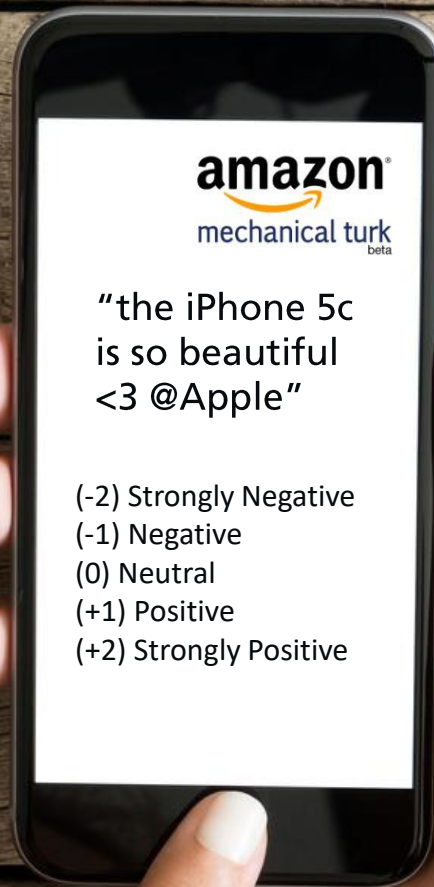 amazon®
mechanical turk
beta
“the iPhone 5c
is so beautiful
<3 @Apple”
(-2) Strongly Negative
(-1) Negative
(0) Neutral
(+1) Positive
(+2) Strongly Positive